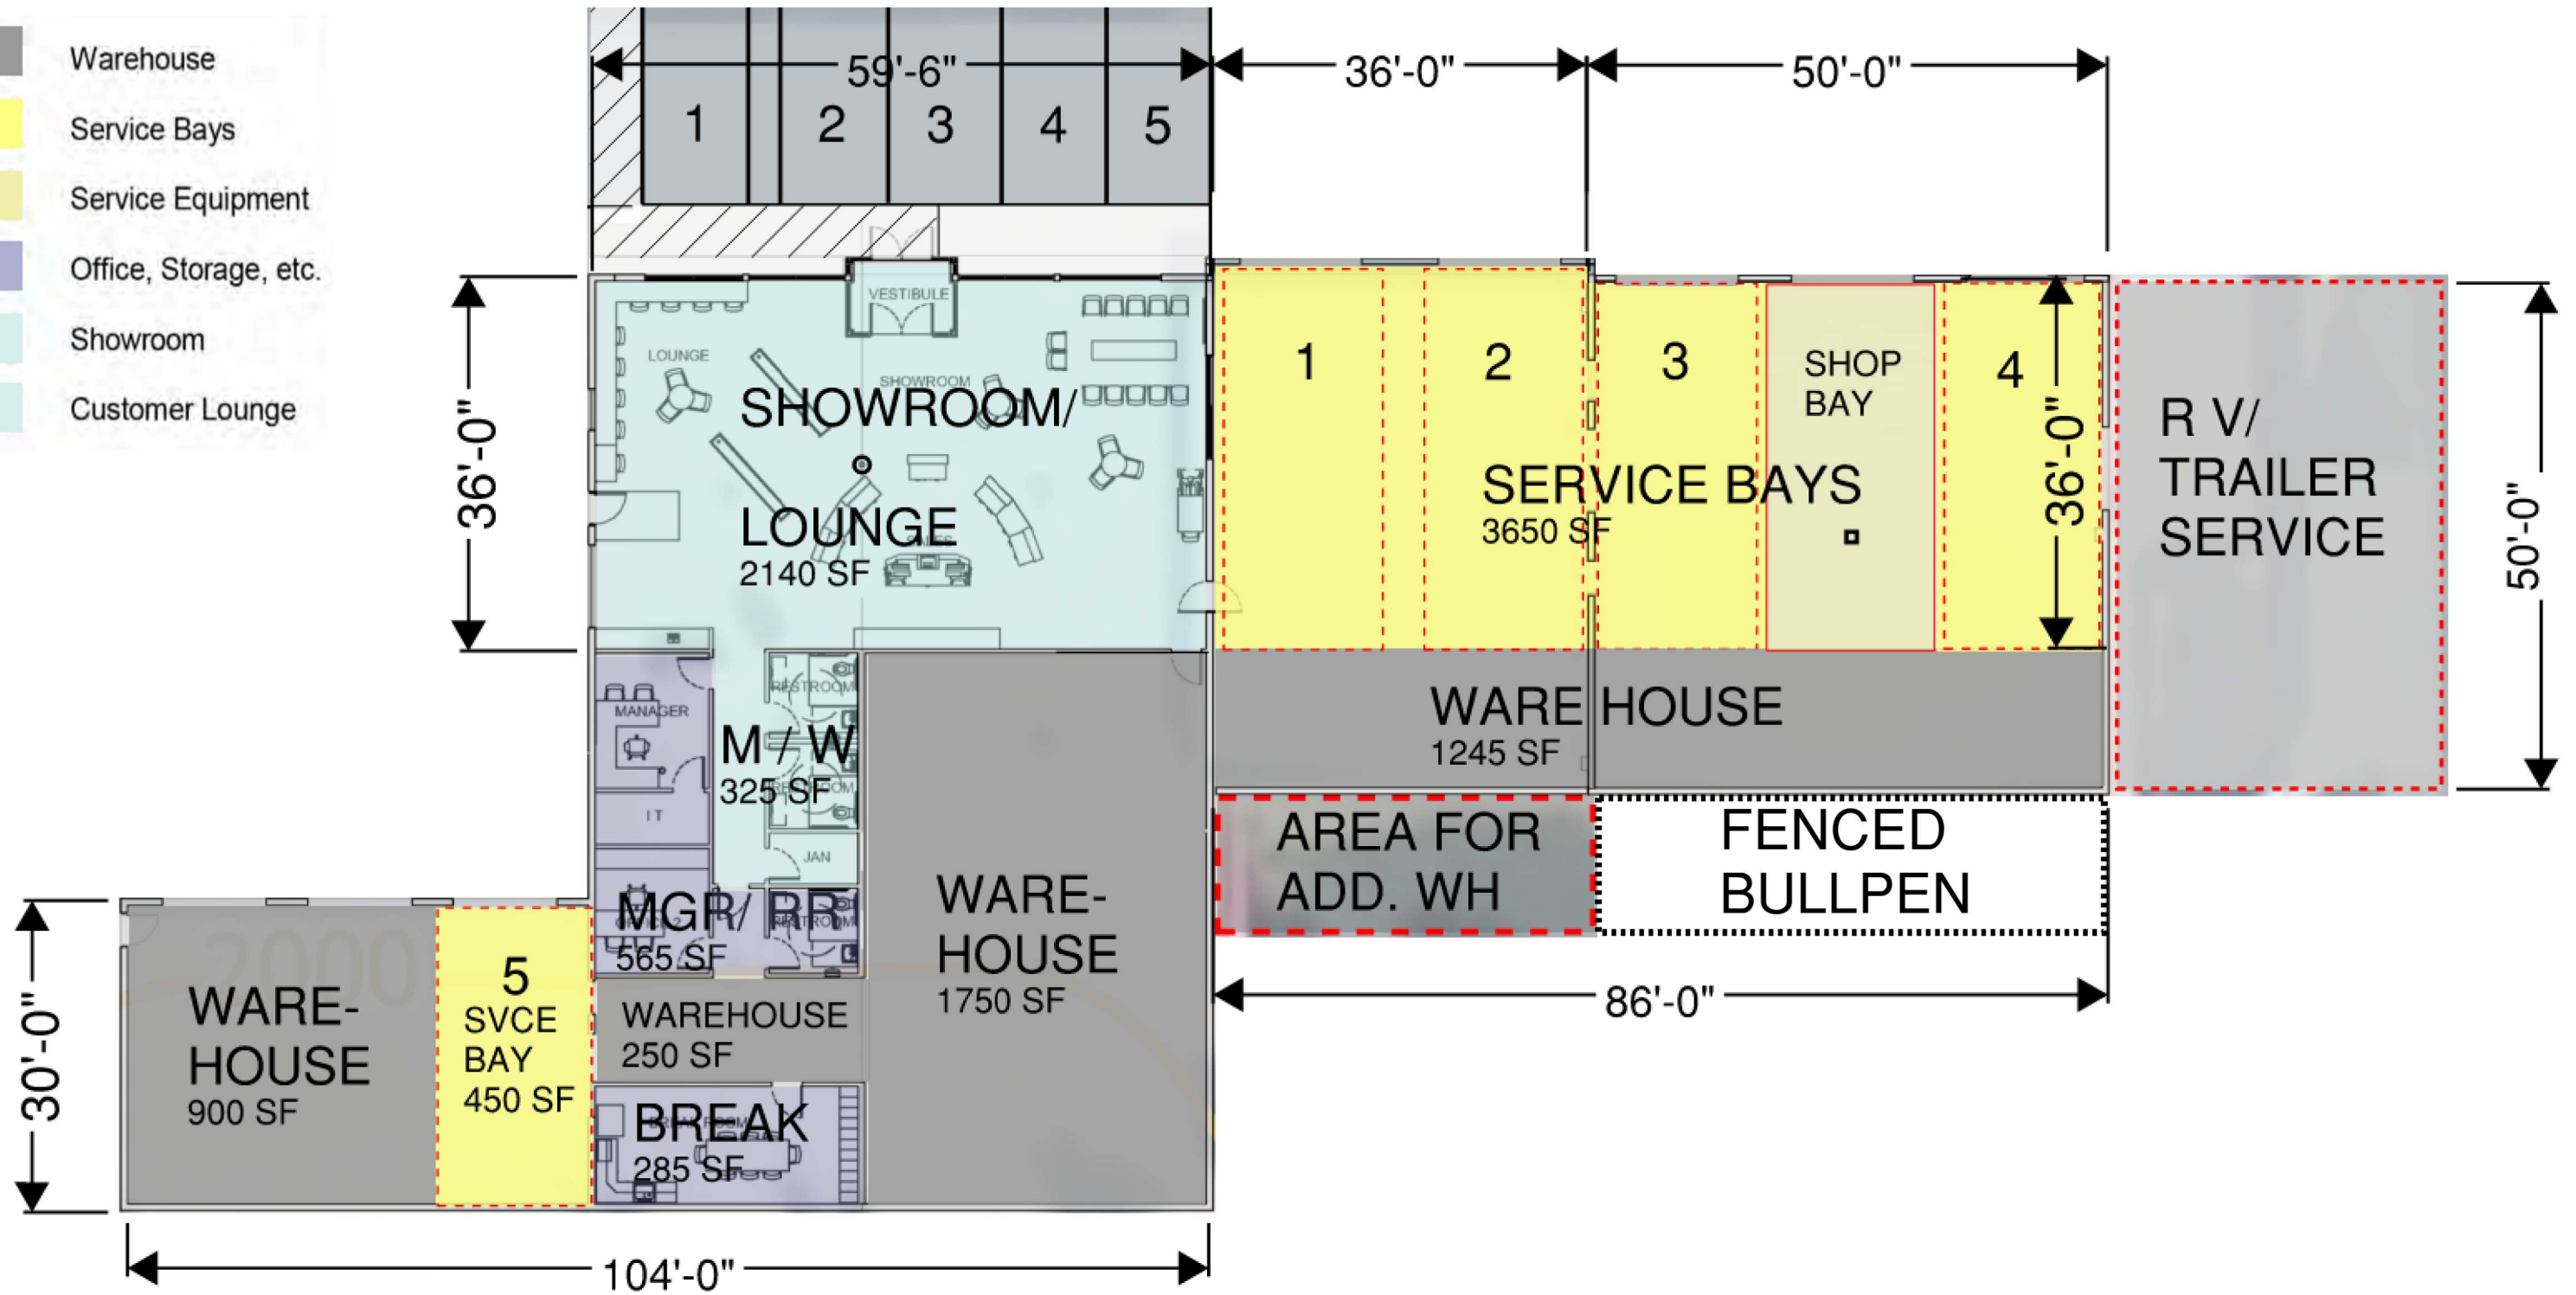 Warehouse
Service Bays
Service Equipment
Office, Storage, etc.
Showroom
Customer Lounge
59'-6"
36'-0"
50'-0"
1
2
3
4
5
VESTIBULE
LOUNGE
SHOWROOM
SHOWROOM/
LOUNGE
2140 SF
36'-0"
1
2
3
SHOP
BAY
4
36'-0"
SERVICE BAYS
3650 SF
R V/
TRAILER
SERVICE
50'-0"
RESTROOM
MANAGER
M / W
325 SF
IT
JAN
WARE HOUSE
1245 SF
AREA FOR
ADD. WH
FENCED
BULLPEN
MGR/ RR
565 SF
WARE-
HOUSE
1750 SF
86'-0"
2000
30'-0"
WARE-
HOUSE
900 SF
5
SVCE
BAY
450 SF
WAREHOUSE
250 SF
BREAK ROOM
BREAK
285 SF
104'-0"